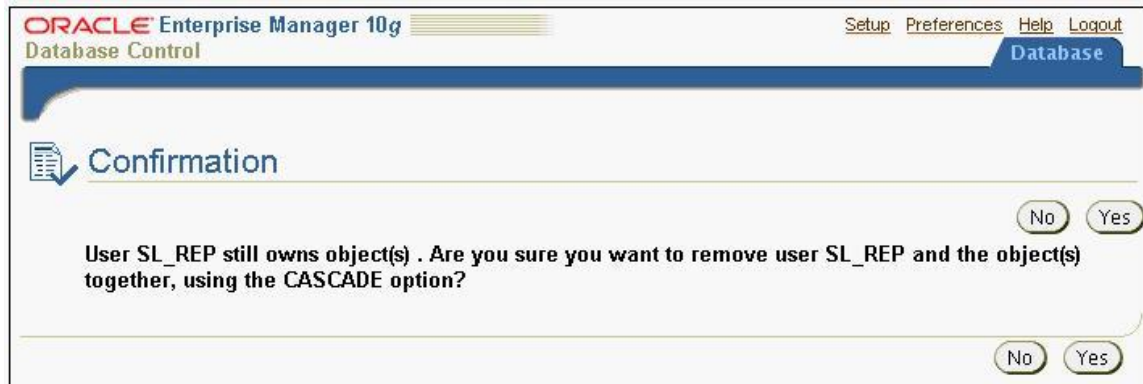 ORACLE Enterprise Manager 10g
Database Control
Setup Preferences Help Logout
Database
Confirmation
No Yes
User SL_REP still owns object(s) . Are you sure you want to remove user SL_REP and the object(s)
together, using the CASCADE option?
No Yes